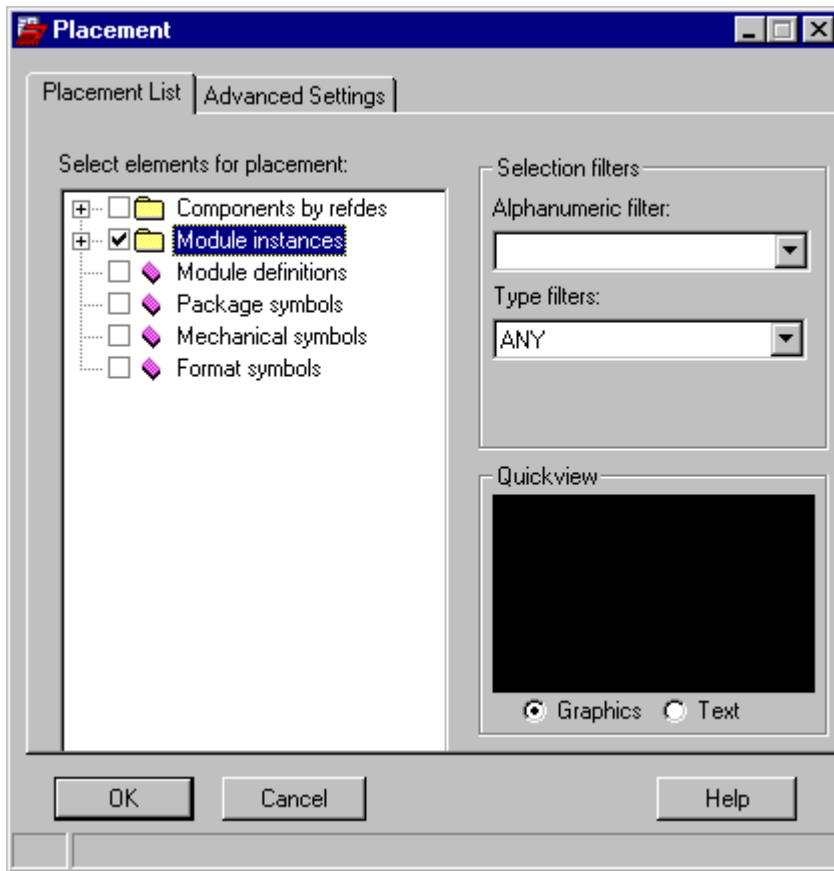 Placement
Placement List
Advanced Settings
Select elements for placement:
Components by refdes
Module instances
Module definitions
Package symbols
Mechanical symbols
Format symbols
Selection filters
Alphanumeric filter:
Type filters:
ANY
Quickview
Graphics
Text
OK
Cancel
Help